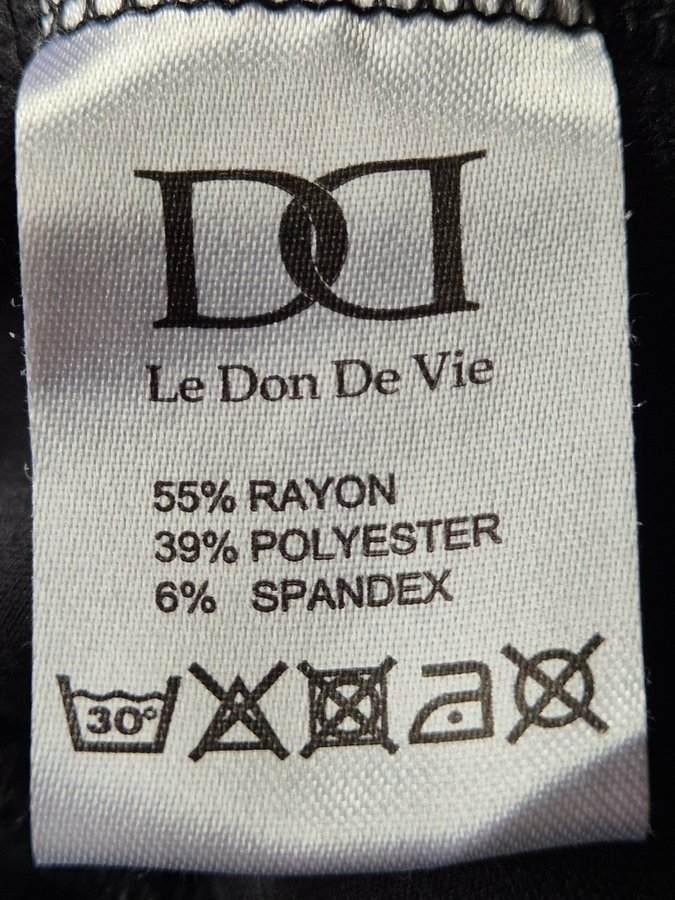 DD
Le Don De Vie
55% RAYON
39% POLYESTER
6% SPANDEX
30°